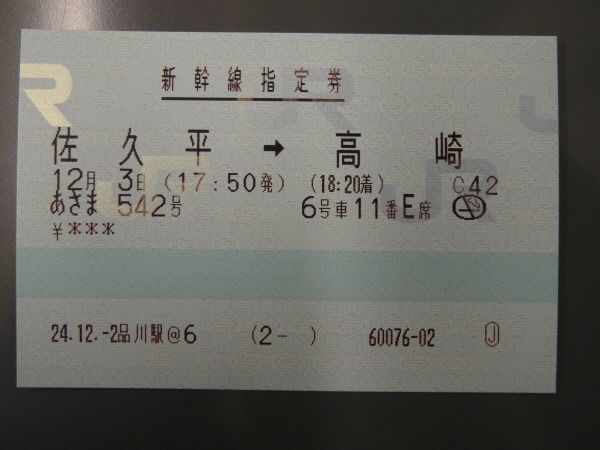 新幹線指定券
佐久平 → 高崎
12月 3日 (17:50発) (18:20着) C42
あさま 542号 6号車11番E席
¥***
24.12.-2品川駅@6 (2- ) 60076-02 Ⓙ